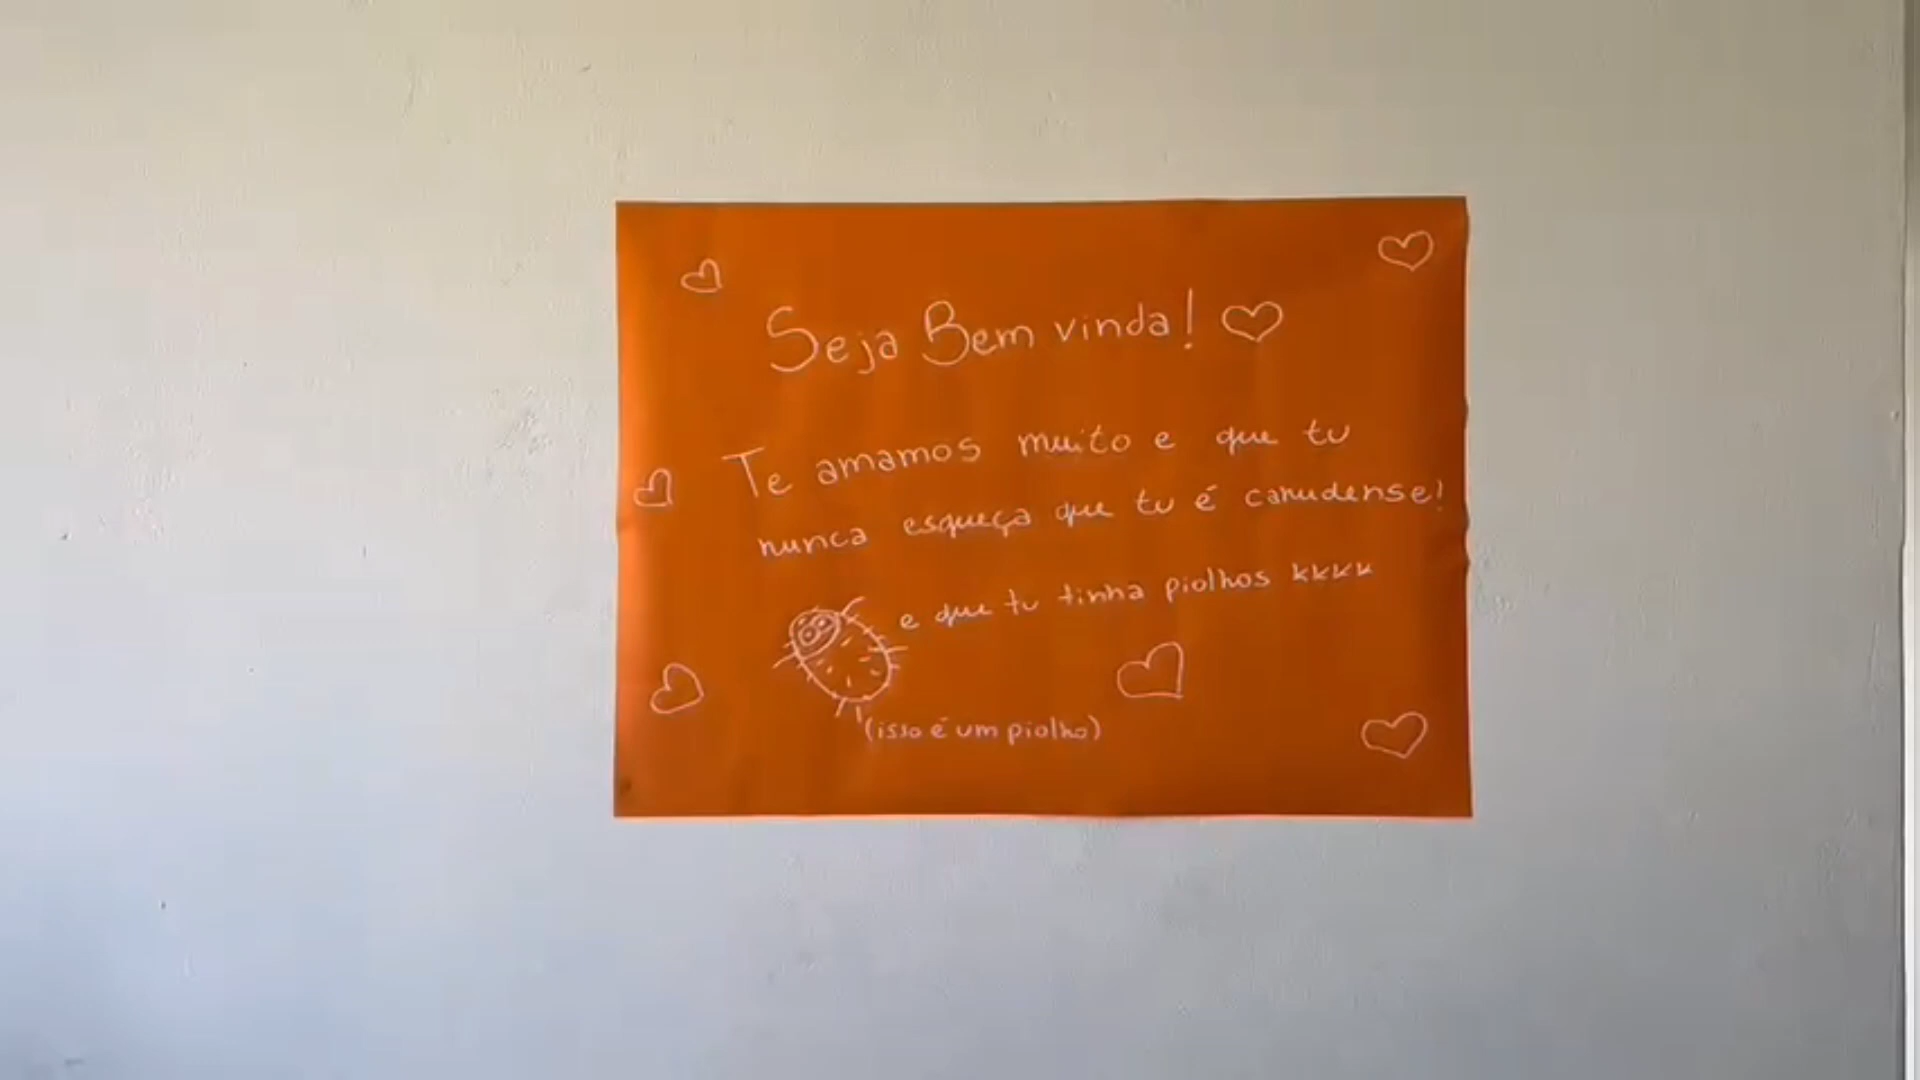 Seja Bem vinda!
Te amamos muito e que tu
nunca esqueça que tu é canudense!
e que tu tinha piolhos kkkk
(isso é um piolho)